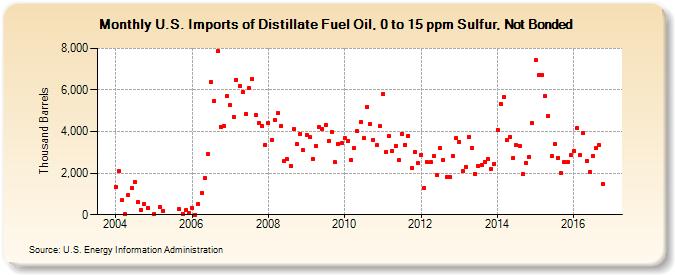 Monthly U.S. Imports of Distillate Fuel Oil, 0 to 15 ppm Sulfur, Not Bonded
Thousand Barrels
8,000
6,000
4,000
2,000
0
2004 2006 2008 2010 2012 2014 2016
Source: U.S. Energy Information Administration